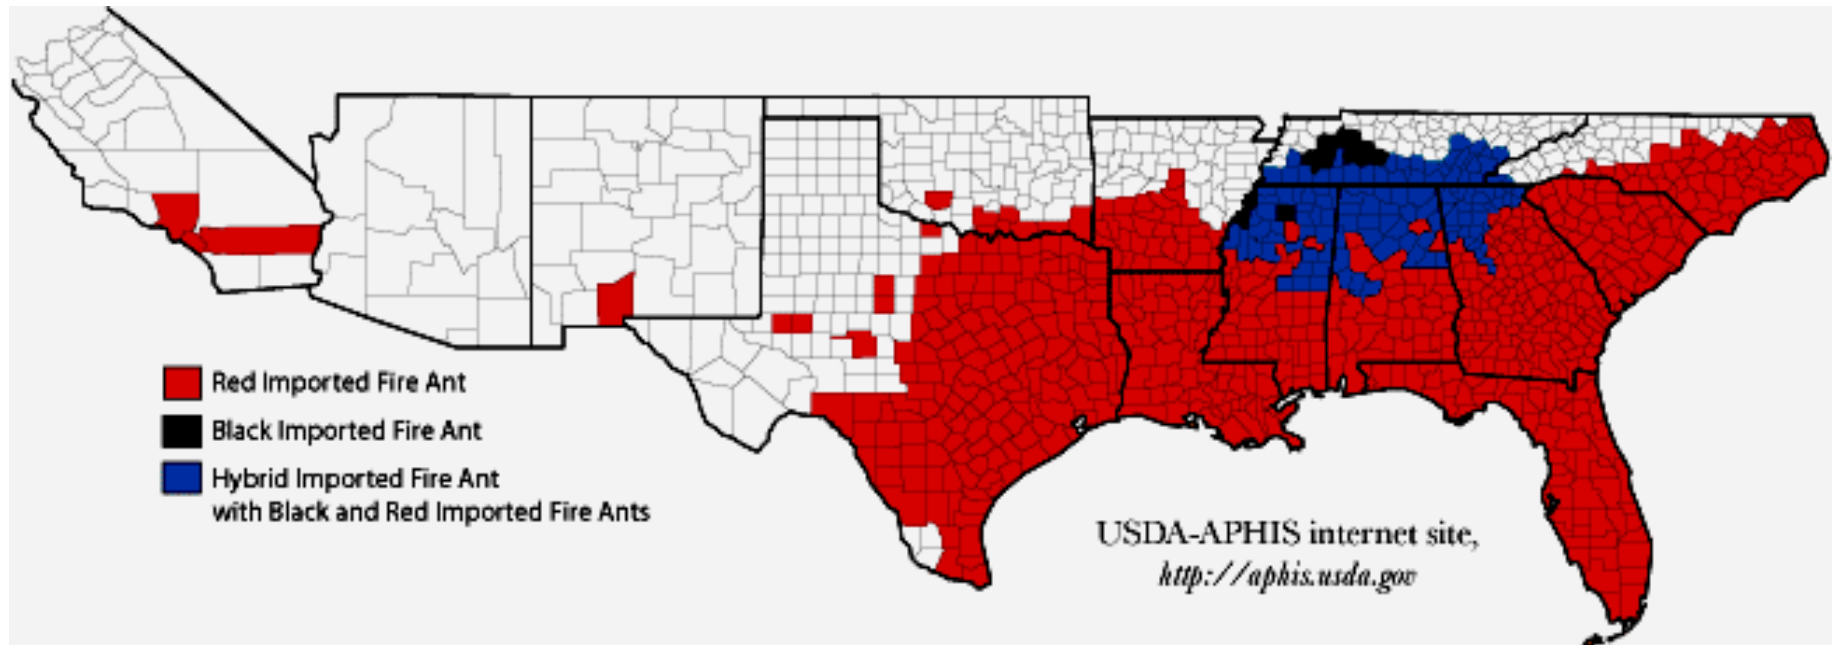 Red Imported Fire Ant
Black Imported Fire Ant
Hybrid Imported Fire Ant
with Black and Red Imported Fire Ants
USDA-APHIS internet site,
http://aphis.usda.gov